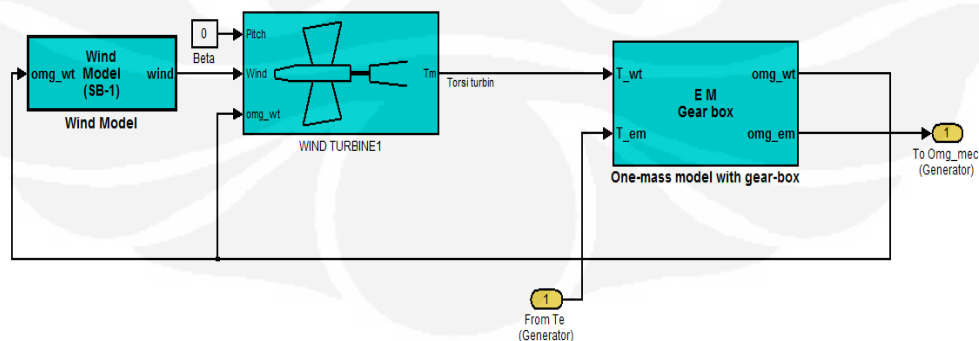 0
Beta
Wind
Model
(SB-1)
omg_wt
wind
Wind Model
Pitch
Wind
omg_wt
Tm
WIND TURBINE1
Torsi turbin
T_wt
T_em
E M
Gear box
omg_wt
omg_em
One-mass model with gear-box
1
To Omg_mec
(Generator)
1
From Te
(Generator)